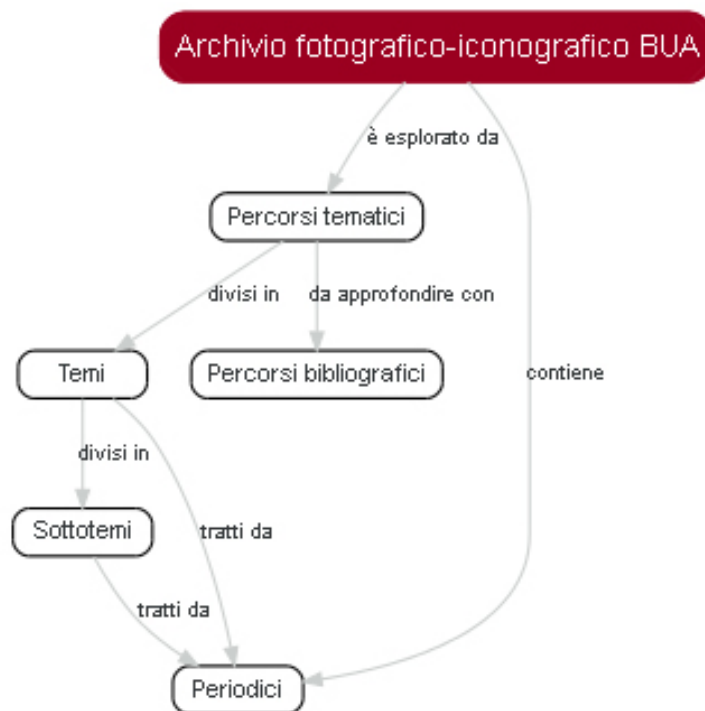 Archivio fotografico-iconografico BUA
è esplorato da
Percorsi tematici
divisi in
da approfondire con
Temi
Percorsi bibliografici
contiene
divisi in
Sottotemi
tratti da
tratti da
Periodici